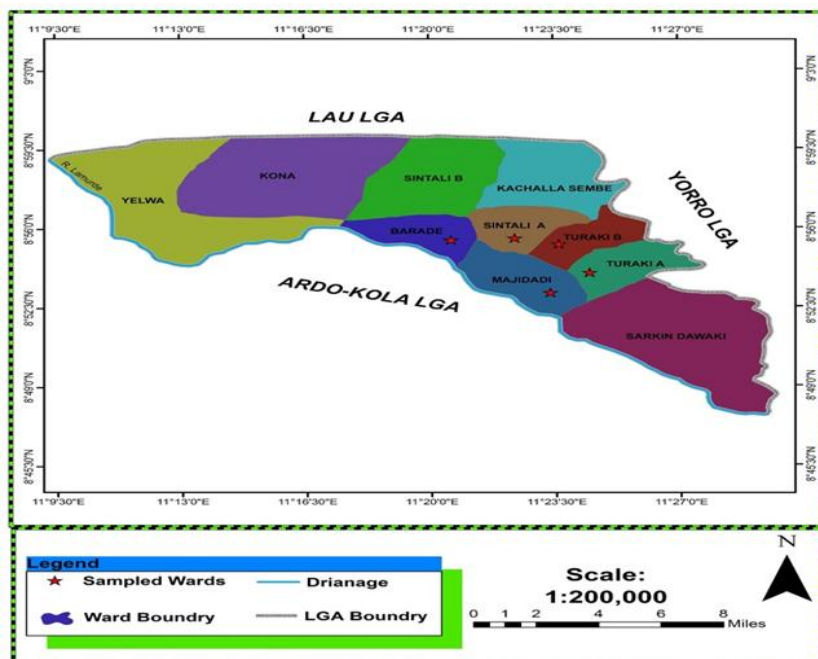 11°9'30"E 11°13'0"E 11°16'30"E 11°20'0"E 11°23'30"E 11°27'0"E
9°3'0"N 9°3'0"N
LAU LGA
8°59'30"N 8°59'30"N
R. Lamurde
YELWA
KONA
SINTALI B
KACHALLA SEMBE
YORRO LGA
8°56'0"N 8°56'0"N
BARADE
SINTALI A
TURAKI B
TURAKI A
MAJIDADI
ARDO-KOLA LGA
8°52'30"N 8°52'30"N
SARKIN DAWAKI
8°49'0"N 8°49'0"N
8°45'30"N 8°45'30"N
11°9'30"E 11°13'0"E 11°16'30"E 11°20'0"E 11°23'30"E 11°27'0"E
Legend
Sampled Wards
Drianage
Ward Boundry
LGA Boundry
Scale:
1:200,000
0 1 2 4 6 8
Miles
N